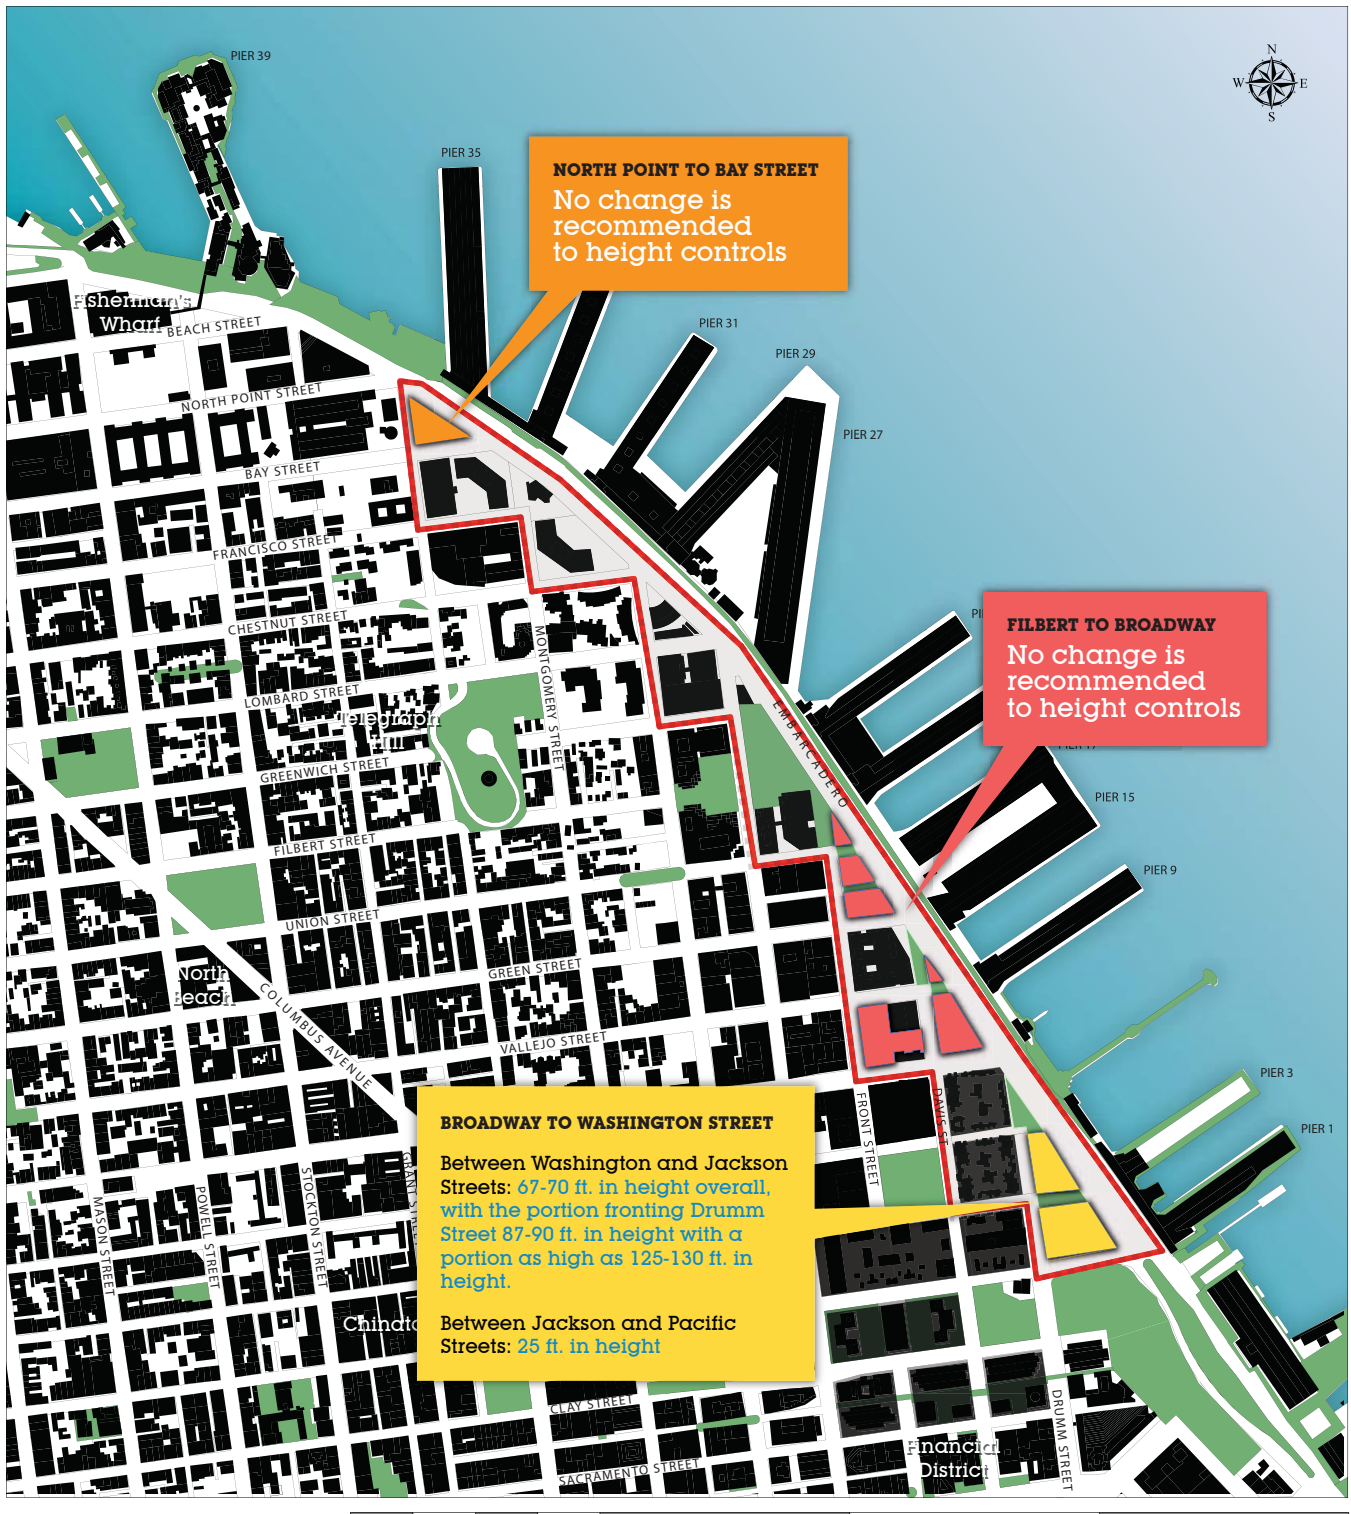 PIER 39
N
W
E
S
PIER 35
NORTH POINT TO BAY STREET
No change is
recommended
to height controls
Fisherman's
Wharf
BEACH STREET
PIER 31
PIER 29
NORTH POINT STREET
PIER 27
BAY STREET
FRANCISCO STREET
CHESTNUT STREET
FILBERT TO BROADWAY
No change is
recommended
to height controls
MONTGOMERY STREET
LOMBARD STREET
Telegraph
Hill
EMBARCADERO
GREENWICH STREET
PIER 17
PIER 15
FILBERT STREET
PIER 9
UNION STREET
GREEN STREET
North
Beach
COLUMBUS AVENUE
VALLEJO STREET
PIER 3
FRONT STREET
DAVIS ST
PIER 1
BROADWAY TO WASHINGTON STREET
Between Washington and Jackson
Streets: 67-70 ft. in height overall,
with the portion fronting Drumm
Street 87-90 ft. in height with a
portion as high as 125-130 ft. in
height.
Between Jackson and Pacific
Streets: 25 ft. in height
GRANT STREE
STOCKTON STREET
POWELL STREET
MASON STREET
Chinato
CLAY STREET
DRUMM STREET
Financial
District
SACRAMENTO STREET